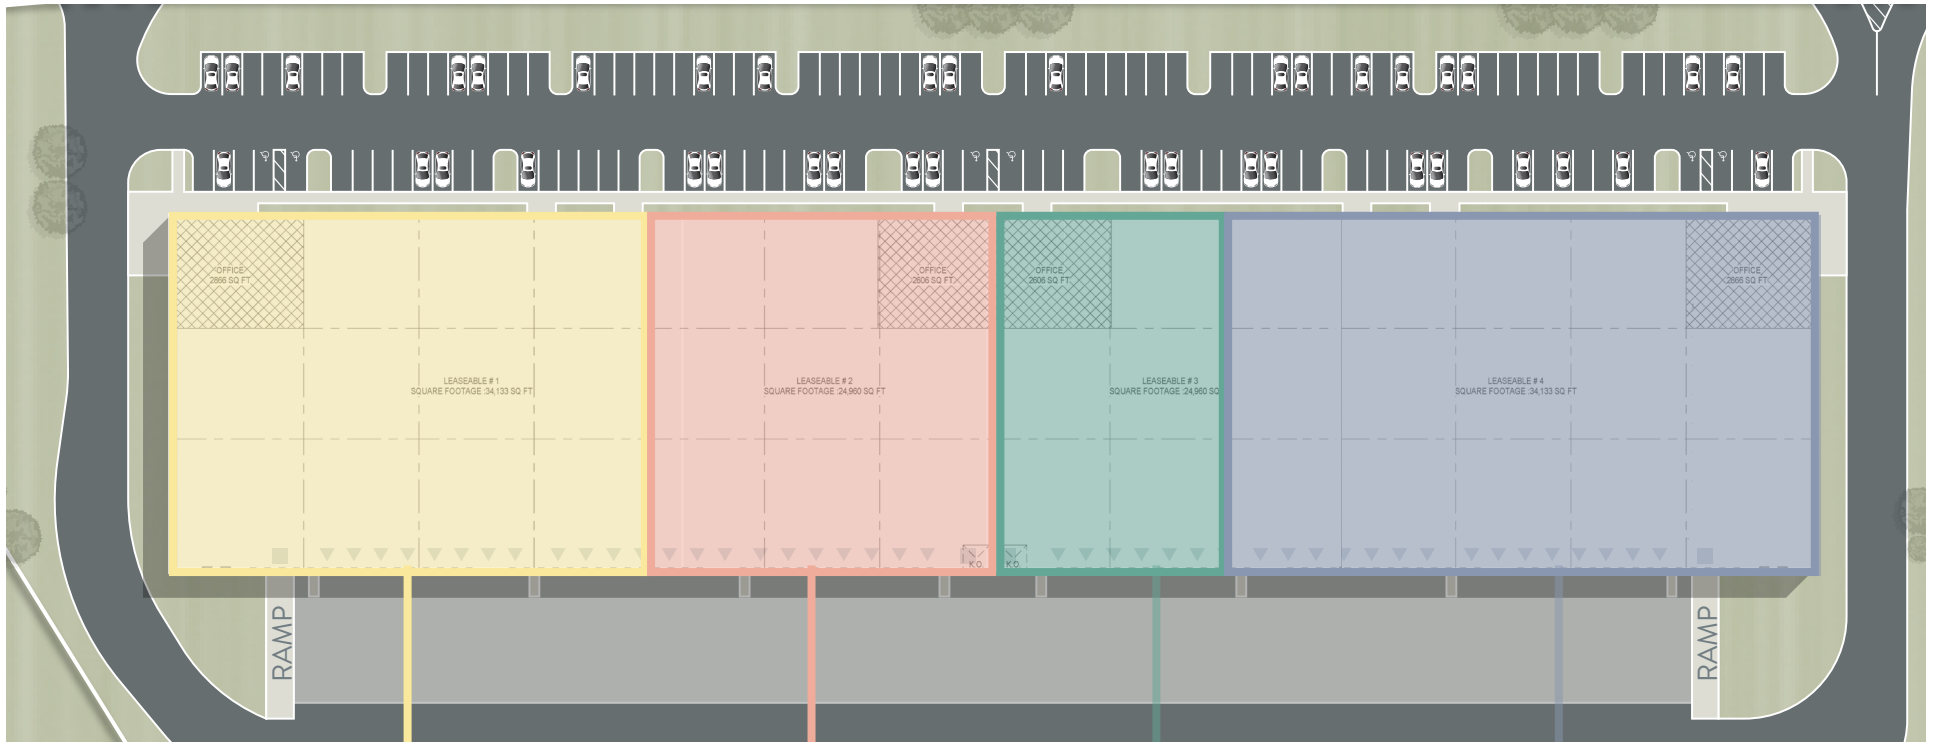 OFFICE
2866 SQ FT
OFFICE
2606 SQ FT
OFFICE
2606 SQ FT
OFFICE
2666 SQ FT
LEASEABLE # 1
SQUARE FOOTAGE :34,133 SQ FT
LEASEABLE # 2
SQUARE FOOTAGE :24,960 SQ FT
LEASEABLE # 3
SQUARE FOOTAGE :24,960 SQ
LEASEABLE # 4
SQUARE FOOTAGE :34,133 SQ FT
K.O.
K.O.
RAMP
RAMP